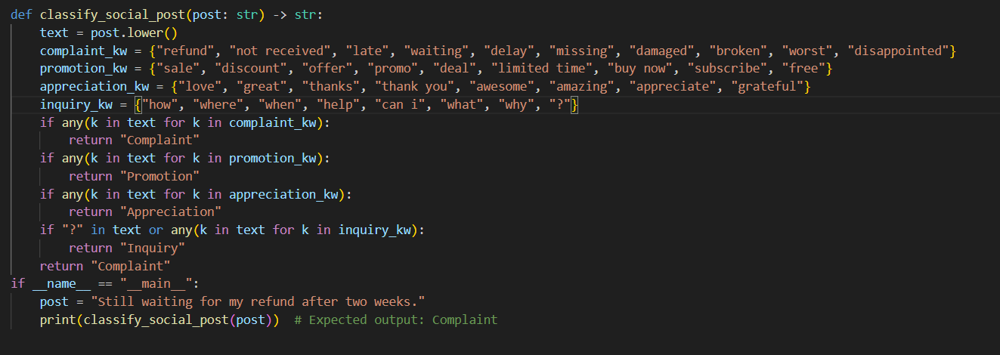 def classify_social_post(post: str) -> str:
    text = post.lower()
    complaint_kw = {"refund", "not received", "late", "waiting", "delay", "missing", "damaged", "broken", "worst", "disappointed"}
    promotion_kw = {"sale", "discount", "offer", "promo", "deal", "limited time", "buy now", "subscribe", "free"}
    appreciation_kw = {"love", "great", "thanks", "thank you", "awesome", "amazing", "appreciate", "grateful"}
    inquiry_kw = {"how", "where", "when", "help", "can i", "what", "why", "?"}
    if any(k in text for k in complaint_kw):
        return "Complaint"
    if any(k in text for k in promotion_kw):
        return "Promotion"
    if any(k in text for k in appreciation_kw):
        return "Appreciation"
    if "?" in text or any(k in text for k in inquiry_kw):
        return "Inquiry"
    return "Complaint"
if __name__ == "__main__":
    post = "Still waiting for my refund after two weeks."
    print(classify_social_post(post))  # Expected output: Complaint